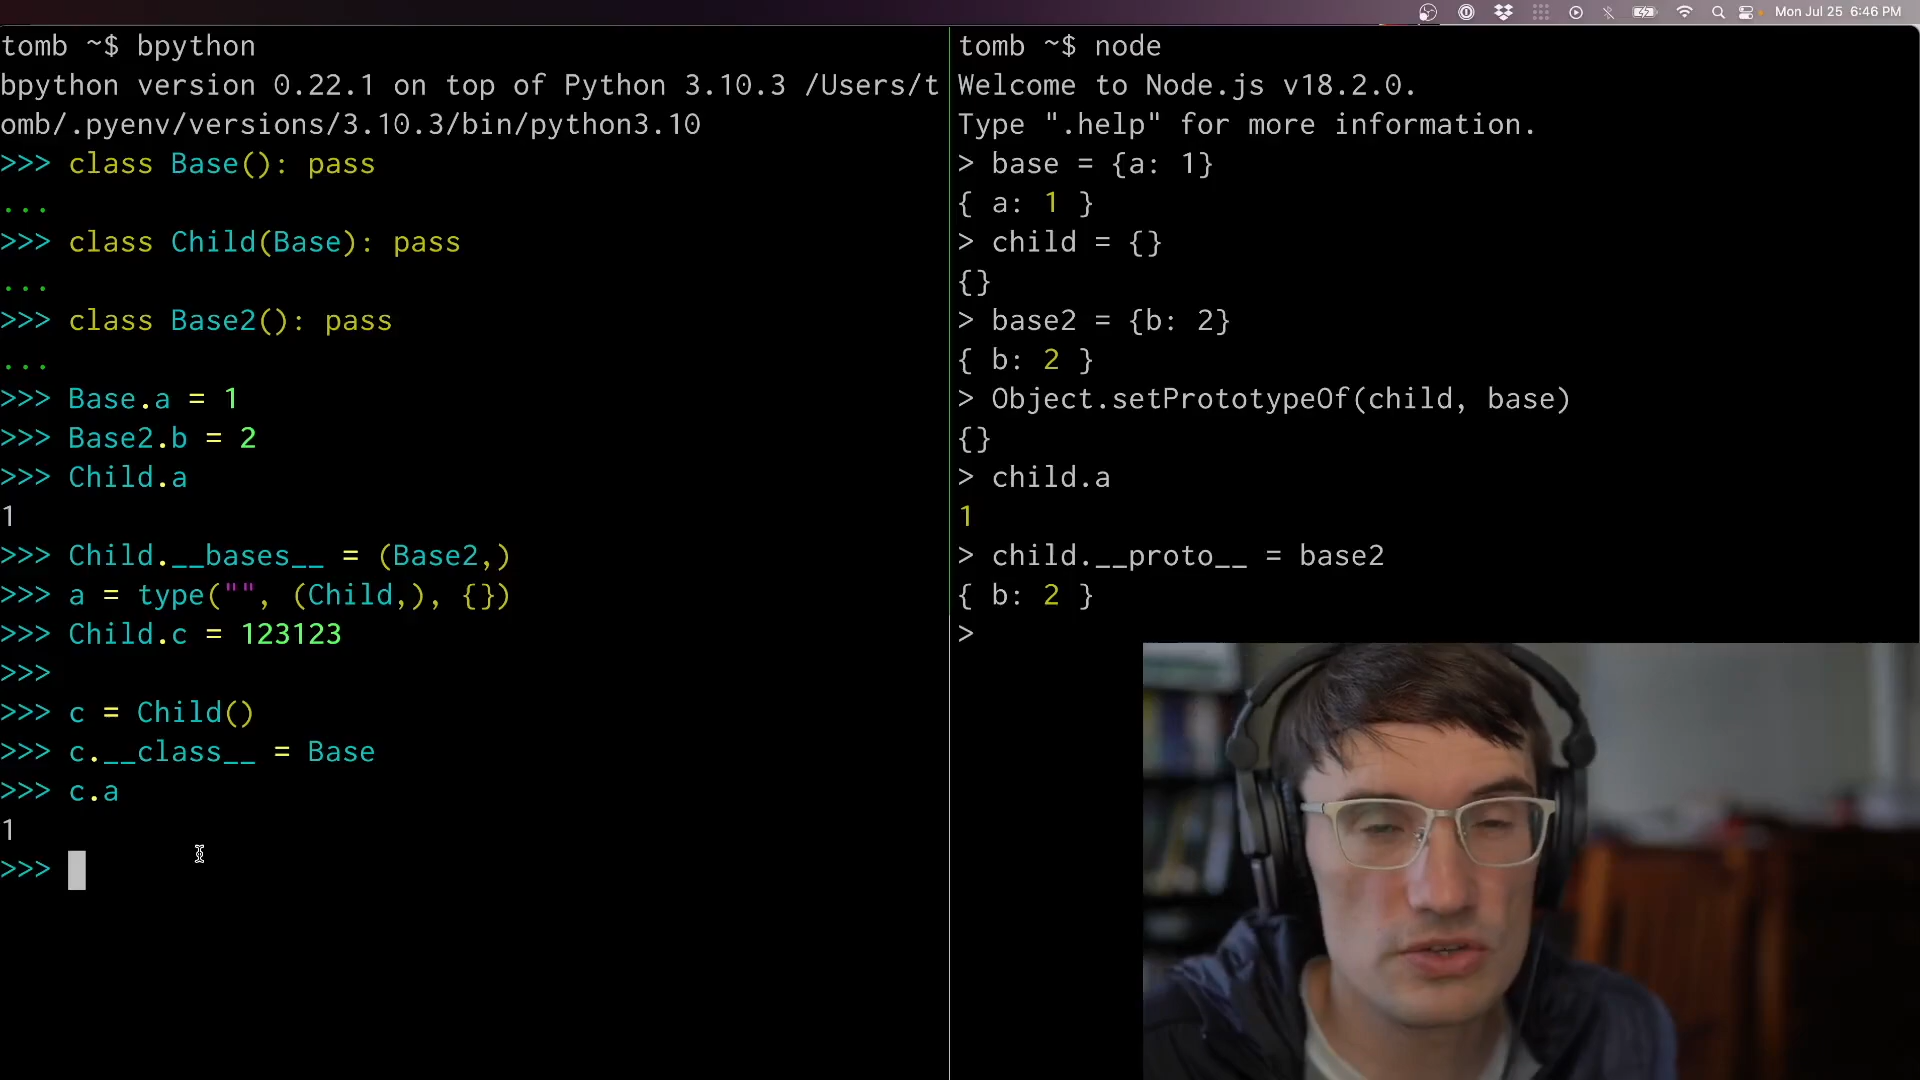 Mon Jul 25 6:46 PM
tomb ~$ bpython
bpython version 0.22.1 on top of Python 3.10.3 /Users/t
omb/.pyenv/versions/3.10.3/bin/python3.10
>>> class Base(): pass
...
>>> class Child(Base): pass
...
>>> class Base2(): pass
...
>>> Base.a = 1
>>> Base2.b = 2
>>> Child.a
1
>>> Child.__bases__ = (Base2,)
>>> a = type("", (Child,), {})
>>> Child.c = 123123
>>>
>>> c = Child()
>>> c.__class__ = Base
>>> c.a
1
>>>
tomb ~$ node
Welcome to Node.js v18.2.0.
Type ".help" for more information.
> base = {a: 1}
{ a: 1 }
> child = {}
{}
> base2 = {b: 2}
{ b: 2 }
> Object.setPrototypeOf(child, base)
{}
> child.a
1
> child.__proto__ = base2
{ b: 2 }
>